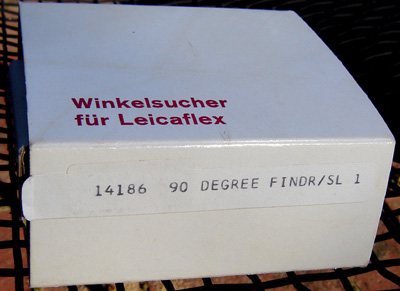 Winkelsucher
für Leicaflex
14186 90 DEGREE FINDR/SL 1